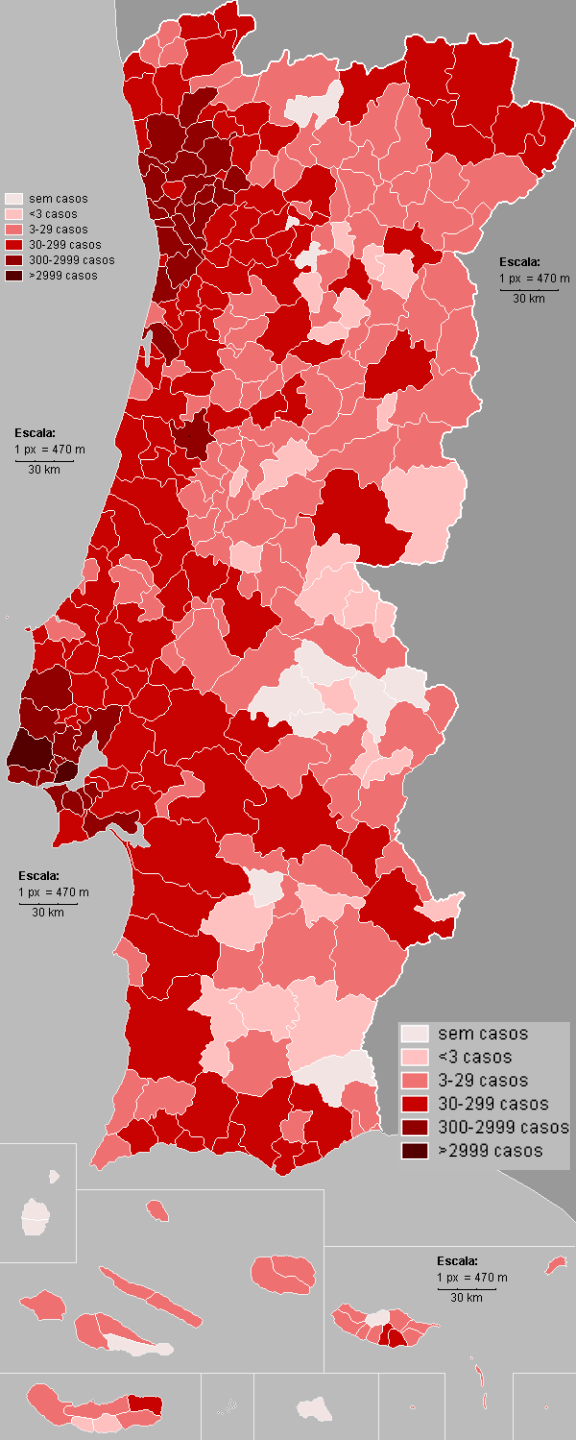 sem casos
<3 casos
3-29 casos
30-299 casos
300-2999 casos
>2999 casos
Escala:
1 px = 470 m
30 km
Escala:
1 px = 470 m
30 km
Escala:
1 px = 470 m
30 km
sem casos
<3 casos
3-29 casos
30-299 casos
300-2999 casos
>2999 casos
Escala:
1 px = 470 m
30 km